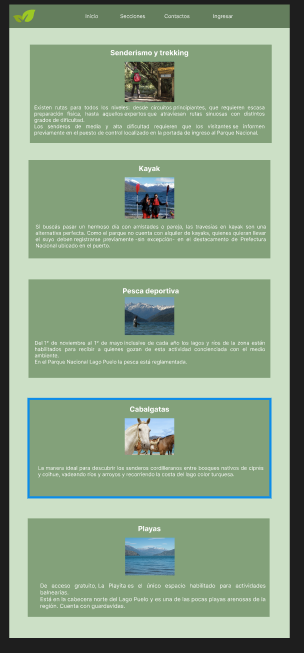 Inicio
Secciones
Contactos
Ingresar
Senderismo y trekking
Existen rutas para todos los niveles: desde circuitos principiantes, que requieren escasa
preparación física, hasta aquellos expertos que atraviesan rutas sinuosas con distintos
grados de dificultad.
Los senderos de media y alta dificultad requieren que los visitantes se informen
previamente en el puesto de control localizado en la portada de ingreso al Parque Nacional.
Kayak
Si buscás pasar un hermoso día con amistades o pareja, las travesías en kayak son una
alternativa perfecta. Como el parque no cuenta con alquiler de kayaks, quienes quieran llevar
el suyo deben registrarse previamente -sin excepción- en el destacamento de Prefectura
Nacional ubicado en el puerto.
Pesca deportiva
Del 1° de noviembre al 1° de mayo inclusive de cada año los lagos y ríos de la zona están
habilitados para recibir a quienes gozan de esta actividad concienciada con el medio
ambiente.
En el Parque Nacional Lago Puelo la pesca está reglamentada.
Cabalgatas
La manera ideal para descubrir los senderos cordilleranos entre bosques nativos de ciprés
y coihue, vadeando ríos y arroyos y recorriendo la costa del lago color turquesa.
Playas
De acceso gratuito, La Playita es el único espacio habilitado para actividades
balnearias.
Está en la cabecera norte del Lago Puelo y es una de las pocas playas arenosas de la
región. Cuenta con guardavidas.